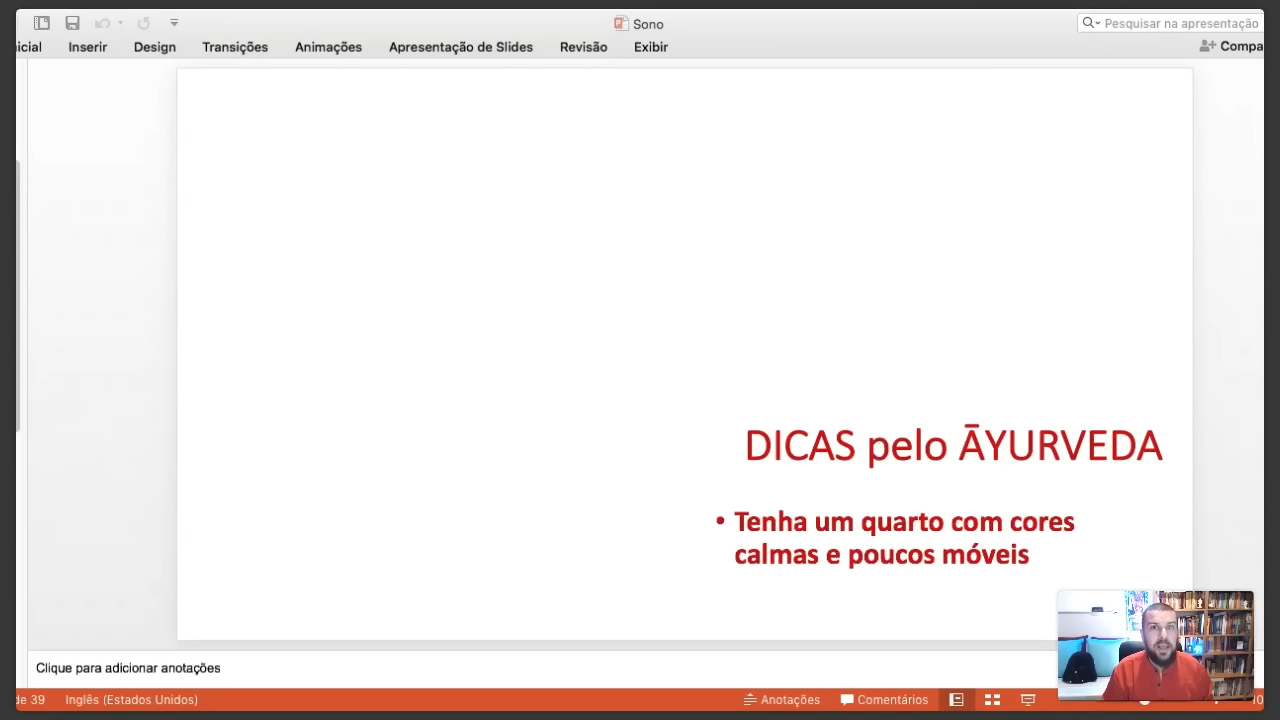 Sono
Pesquisar na apresentação
icial Inserir Design Transições Animações Apresentação de Slides Revisão Exibir Compa
DICAS pelo ĀYURVEDA
• Tenha um quarto com cores
calmas e poucos móveis
Clique para adicionar anotações
de 39 Inglês (Estados Unidos) Anotações Comentários 10